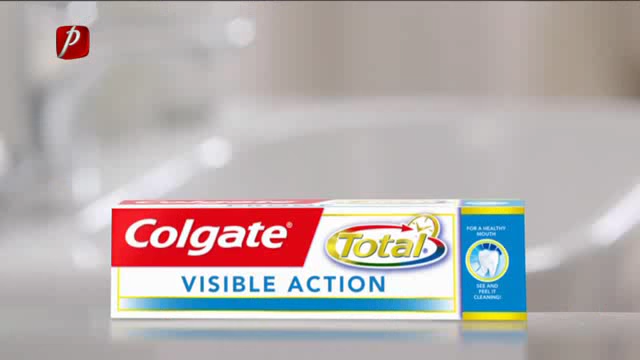 p
Colgate®
Total
VISIBLE ACTION
FOR A HEALTHY
MOUTH
SEE AND
FEEL IT
CLEANING!